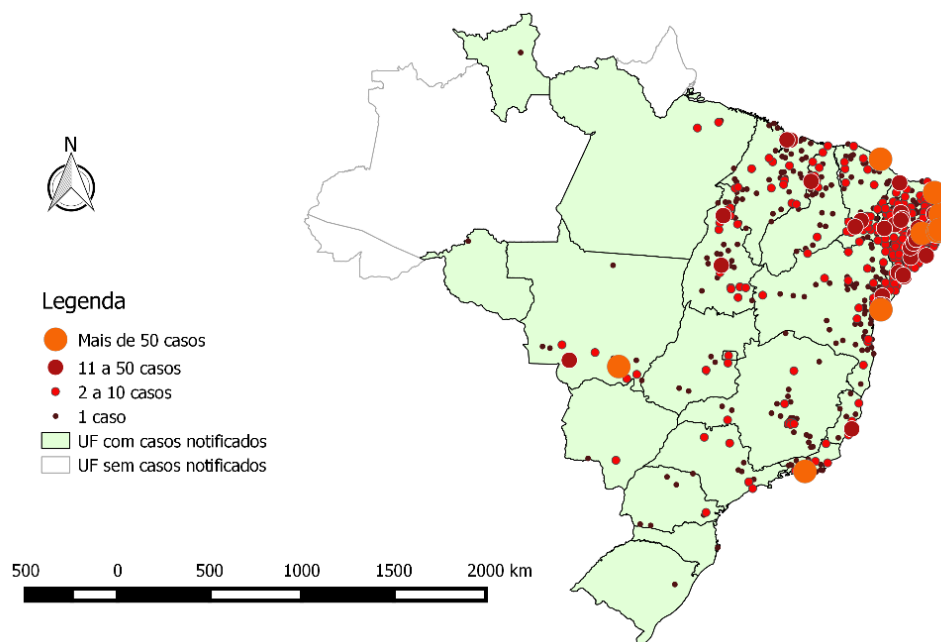 N
Legenda
Mais de 50 casos
11 a 50 casos
2 a 10 casos
1 caso
UF com casos notificados
UF sem casos notificados
500 0 500 1000 1500 2000 km